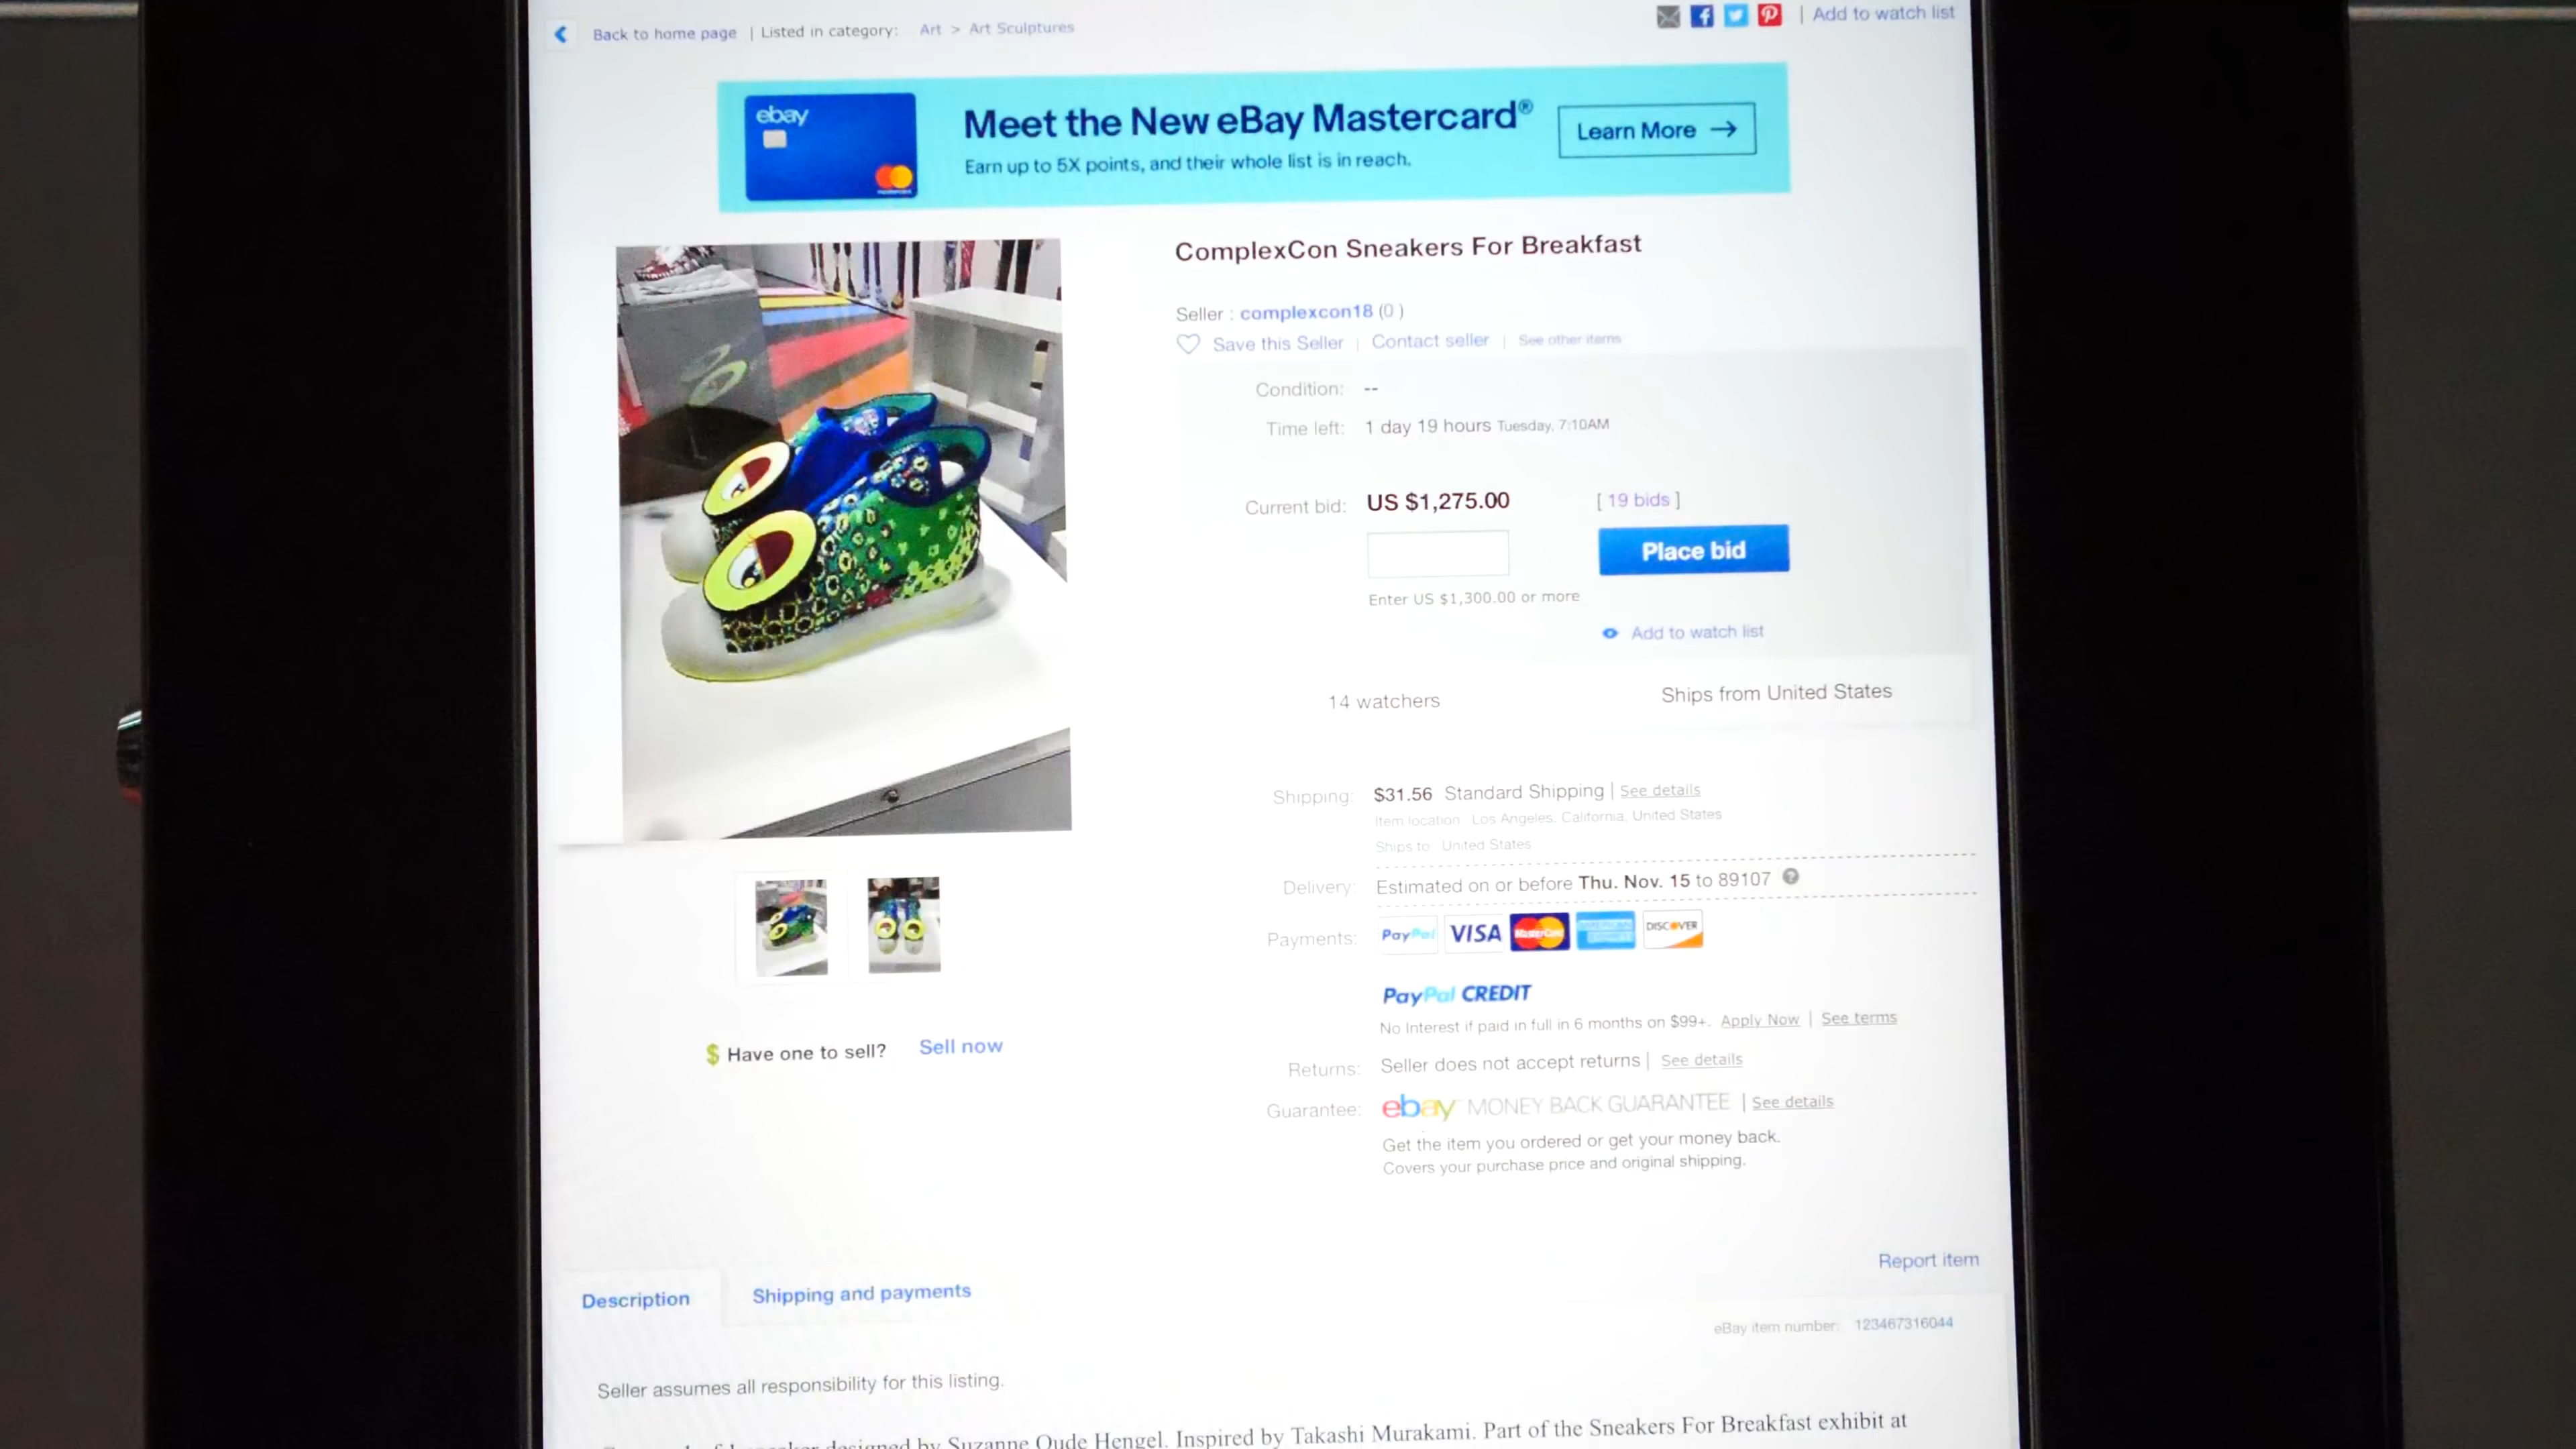 Back to home page | Listed in category: Art > Art Sculptures
| Add to watch list
ebay
Meet the New eBay Mastercard®
Earn up to 5X points, and their whole list is in reach.
Learn More →
ComplexCon Sneakers For Breakfast
Seller : complexcon18 (0 )
Save this Seller | Contact seller | See other items
Condition: --
Time left: 1 day 19 hours Tuesday, 7:10AM
Current bid: US $1,275.00 [ 19 bids ]
Place bid
Enter US $1,300.00 or more
Add to watch list
14 watchers
Ships from United States
Shipping: $31.56 Standard Shipping | See details
Item location Los Angeles, California, United States
Ships to United States
Delivery: Estimated on or before Thu. Nov. 15 to 89107
Payments: PayPal VISA MasterCard AMERICAN EXPRESS DISCOVER
PayPal CREDIT
No Interest if paid in full in 6 months on $99+. Apply Now | See terms
Returns: Seller does not accept returns | See details
Guarantee: ebay MONEY BACK GUARANTEE | See details
Get the item you ordered or get your money back.
Covers your purchase price and original shipping.
$ Have one to sell? Sell now
Report item
Description
Shipping and payments
eBay item number: 123467316044
Seller assumes all responsibility for this listing.
designed by Suzanne Oude Hengel. Inspired by Takashi Murakami. Part of the Sneakers For Breakfast exhibit at